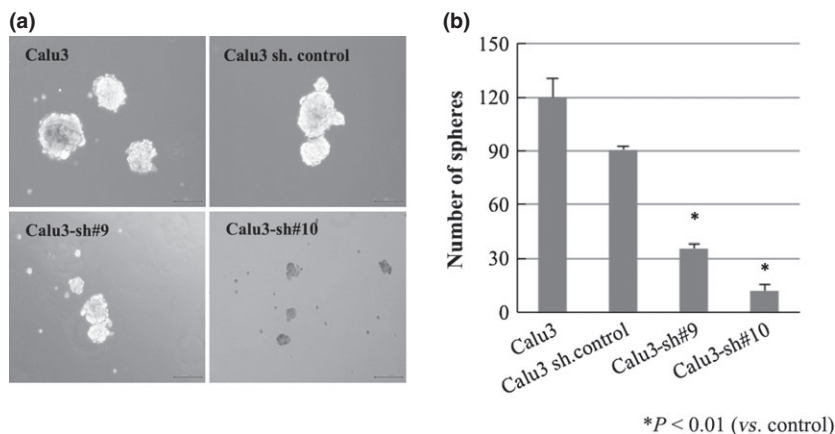 (a)
Calu3
Calu3 sh. control
Calu3-sh#9
Calu3-sh#10
(b)
Number of spheres
150
120
90
60
30
0
*
*
Calu3
Calu3 sh.control
Calu3-sh#9
Calu3-sh#10
*P < 0.01 (vs. control)